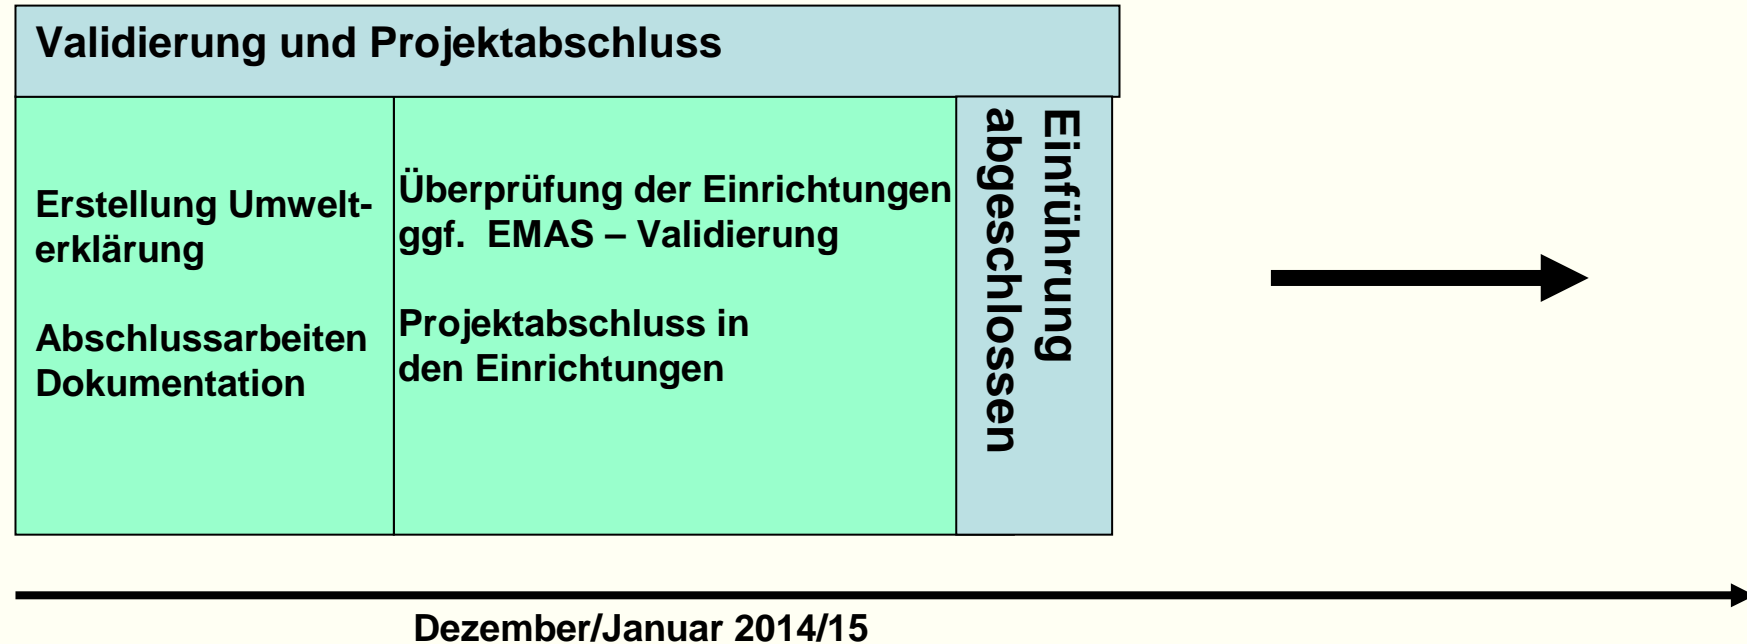 Validierung und Projektabschluss
Erstellung Umwelt-
erklärung
Abschlussarbeiten
Dokumentation
Überprüfung der Einrichtungen
ggf. EMAS – Validierung
Projektabschluss in
den Einrichtungen
Einführung
abgeschlossen
Dezember/Januar 2014/15